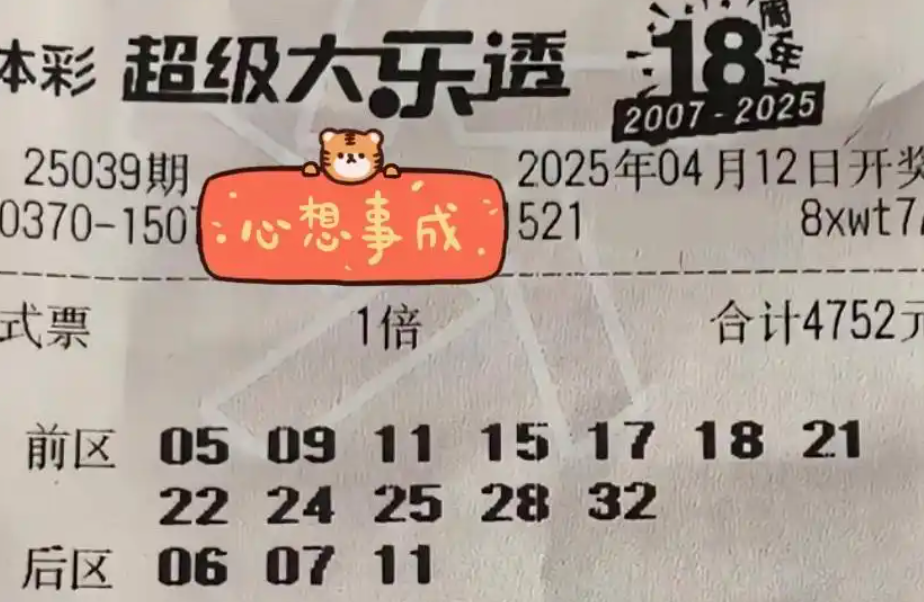 体彩 超级大乐透 18周年
2007-2025
25039期 2025年04月12日开奖
心想事成
0370-150 521 8xwt7
式票 1倍 合计4752元
前区 05 09 11 15 17 18 21
22 24 25 28 32
后区 06 07 11